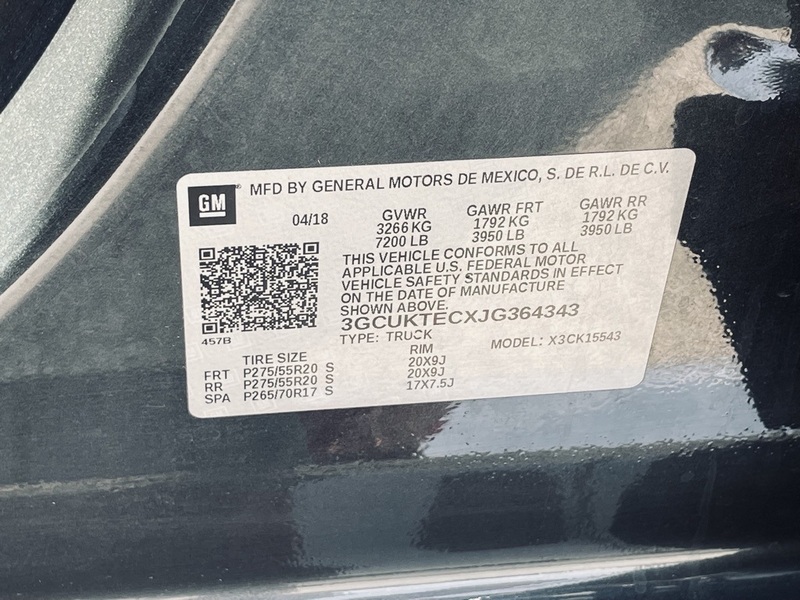 GM MFD BY GENERAL MOTORS DE MEXICO, S. DE R.L. DE C.V.
04/18 GVWR GAWR FRT GAWR RR
3266 KG 1792 KG 1792 KG
7200 LB 3950 LB 3950 LB
THIS VEHICLE CONFORMS TO ALL
APPLICABLE U.S. FEDERAL MOTOR
VEHICLE SAFETY STANDARDS IN EFFECT
ON THE DATE OF MANUFACTURE
SHOWN ABOVE.
3GCUKTECXJG364343
457B TYPE: TRUCK MODEL: X3CK15543
TIRE SIZE RIM
FRT P275/55R20 S 20X9J
RR P275/55R20 S 20X9J
SPA P265/70R17 S 17X7.5J